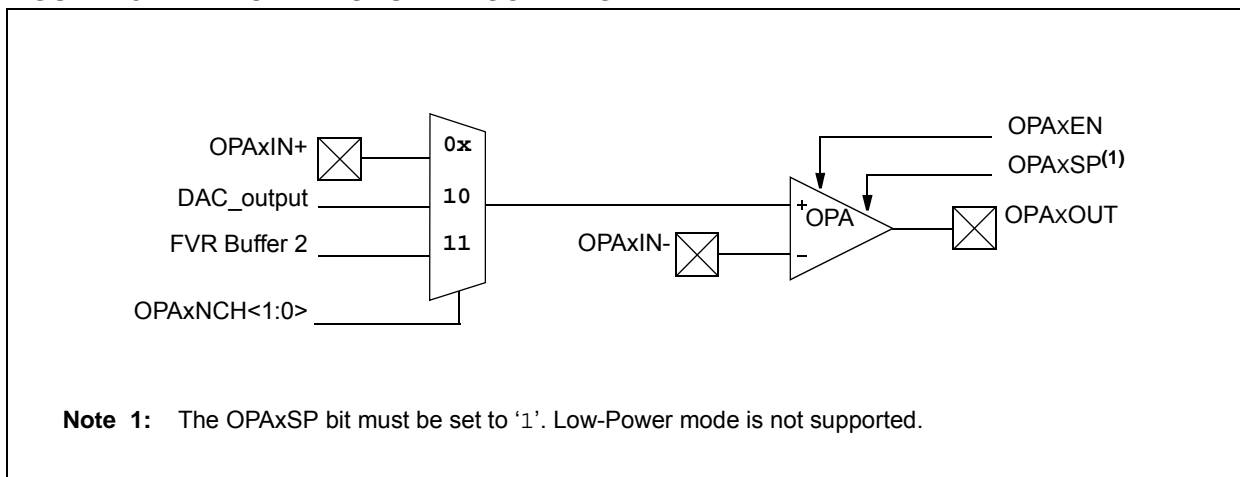 OPAxIN+
0x
DAC_output
10
FVR Buffer 2
11
OPAxNCH<1:0>
OPAxEN
OPAxSP(1)
+
OPA
OPAxIN-
−
OPAxOUT
Note 1: The OPAxSP bit must be set to ‘1’. Low-Power mode is not supported.